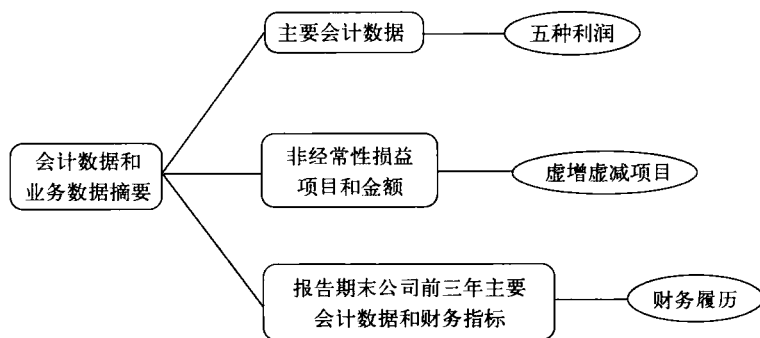 主要会计数据
五种利润
会计数据和
业务数据摘要
非经常性损益
项目和金额
虚增虚减项目
报告期末公司前三年主要
会计数据和财务指标
财务履历